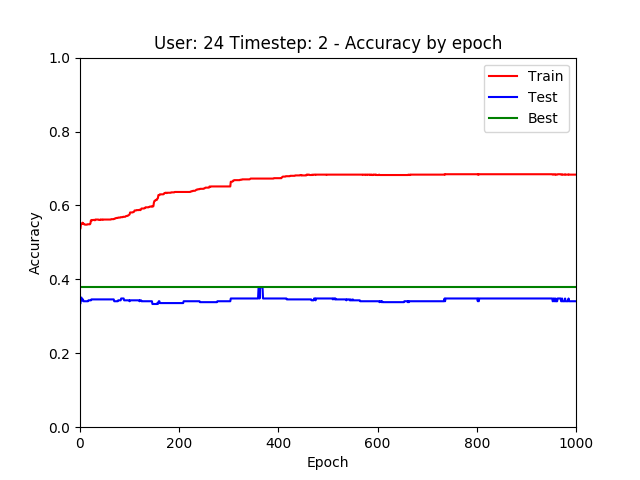 User: 24 Timestep: 2 - Accuracy by epoch
1.0
0.8
0.6
0.4
0.2
0.0
Accuracy
Train
Test
Best
0 200 400 600 800 1000
Epoch